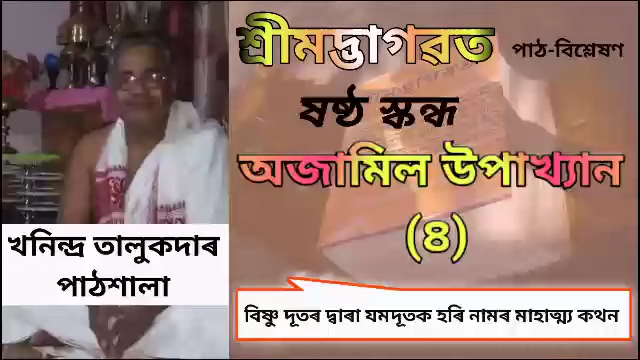 শ্ৰীমদ্ভাগৱত পাঠ-বিশ্লেষণ
ষষ্ঠ স্কন্ধ
অজামিল উপাখ্যান
(৪)
খনিন্দ্ৰ তালুকদাৰ
পাঠশালা
বিষ্ণু দূতৰ দ্বাৰা যমদূতক হৰি নামৰ মাহাত্ম্য কথন